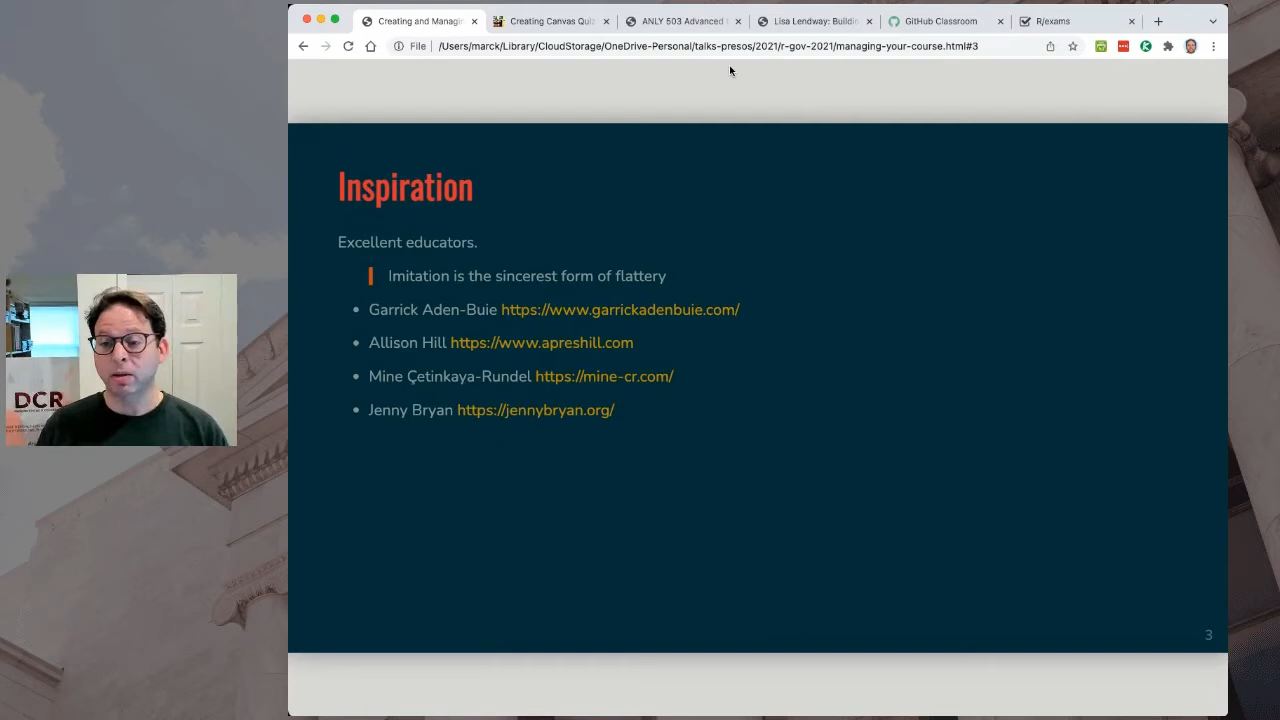 Creating and Managin
Creating Canvas Quiz
ANLY 503 Advanced
Lisa Lendway: Buildin
GitHub Classroom
R/exams
File
/Users/marck/Library/CloudStorage/OneDrive-Personal/talks-presos/2021/r-gov-2021/managing-your-course.html#3
Inspiration
Excellent educators.
Imitation is the sincerest form of flattery
• Garrick Aden-Buie https://www.garrickadenbuie.com/
• Allison Hill https://www.apreshill.com
• Mine Çetinkaya-Rundel https://mine-cr.com/
• Jenny Bryan https://jennybryan.org/
DCR
3